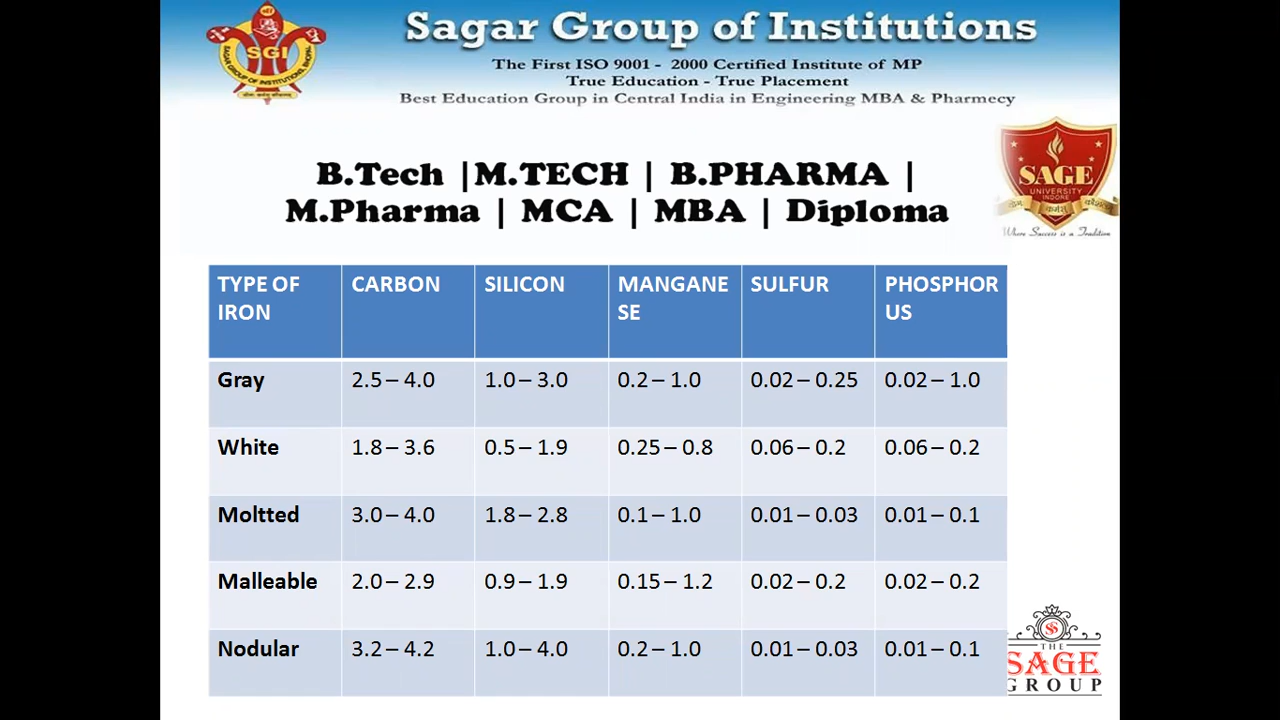 SGI
Sagar Group of Institutions
The First ISO 9001 - 2000 Certified Institute of MP
True Education - True Placement
Best Education Group in Central India in Engineering MBA & Pharmecy
B.Tech |M.TECH | B.PHARMA |
M.Pharma | MCA | MBA | Diploma
SAGE
UNIVERSITY
INDORE
Where Success is a Tradition
TYPE OF IRON CARBON SILICON MANGANESE SULFUR PHOSPHORUS
Gray 2.5 – 4.0 1.0 – 3.0 0.2 – 1.0 0.02 – 0.25 0.02 – 1.0
White 1.8 – 3.6 0.5 – 1.9 0.25 – 0.8 0.06 – 0.2 0.06 – 0.2
Moltted 3.0 – 4.0 1.8 – 2.8 0.1 – 1.0 0.01 – 0.03 0.01 – 0.1
Malleable 2.0 – 2.9 0.9 – 1.9 0.15 – 1.2 0.02 – 0.2 0.02 – 0.2
Nodular 3.2 – 4.2 1.0 – 4.0 0.2 – 1.0 0.01 – 0.03 0.01 – 0.1
THE
SAGE
GROUP